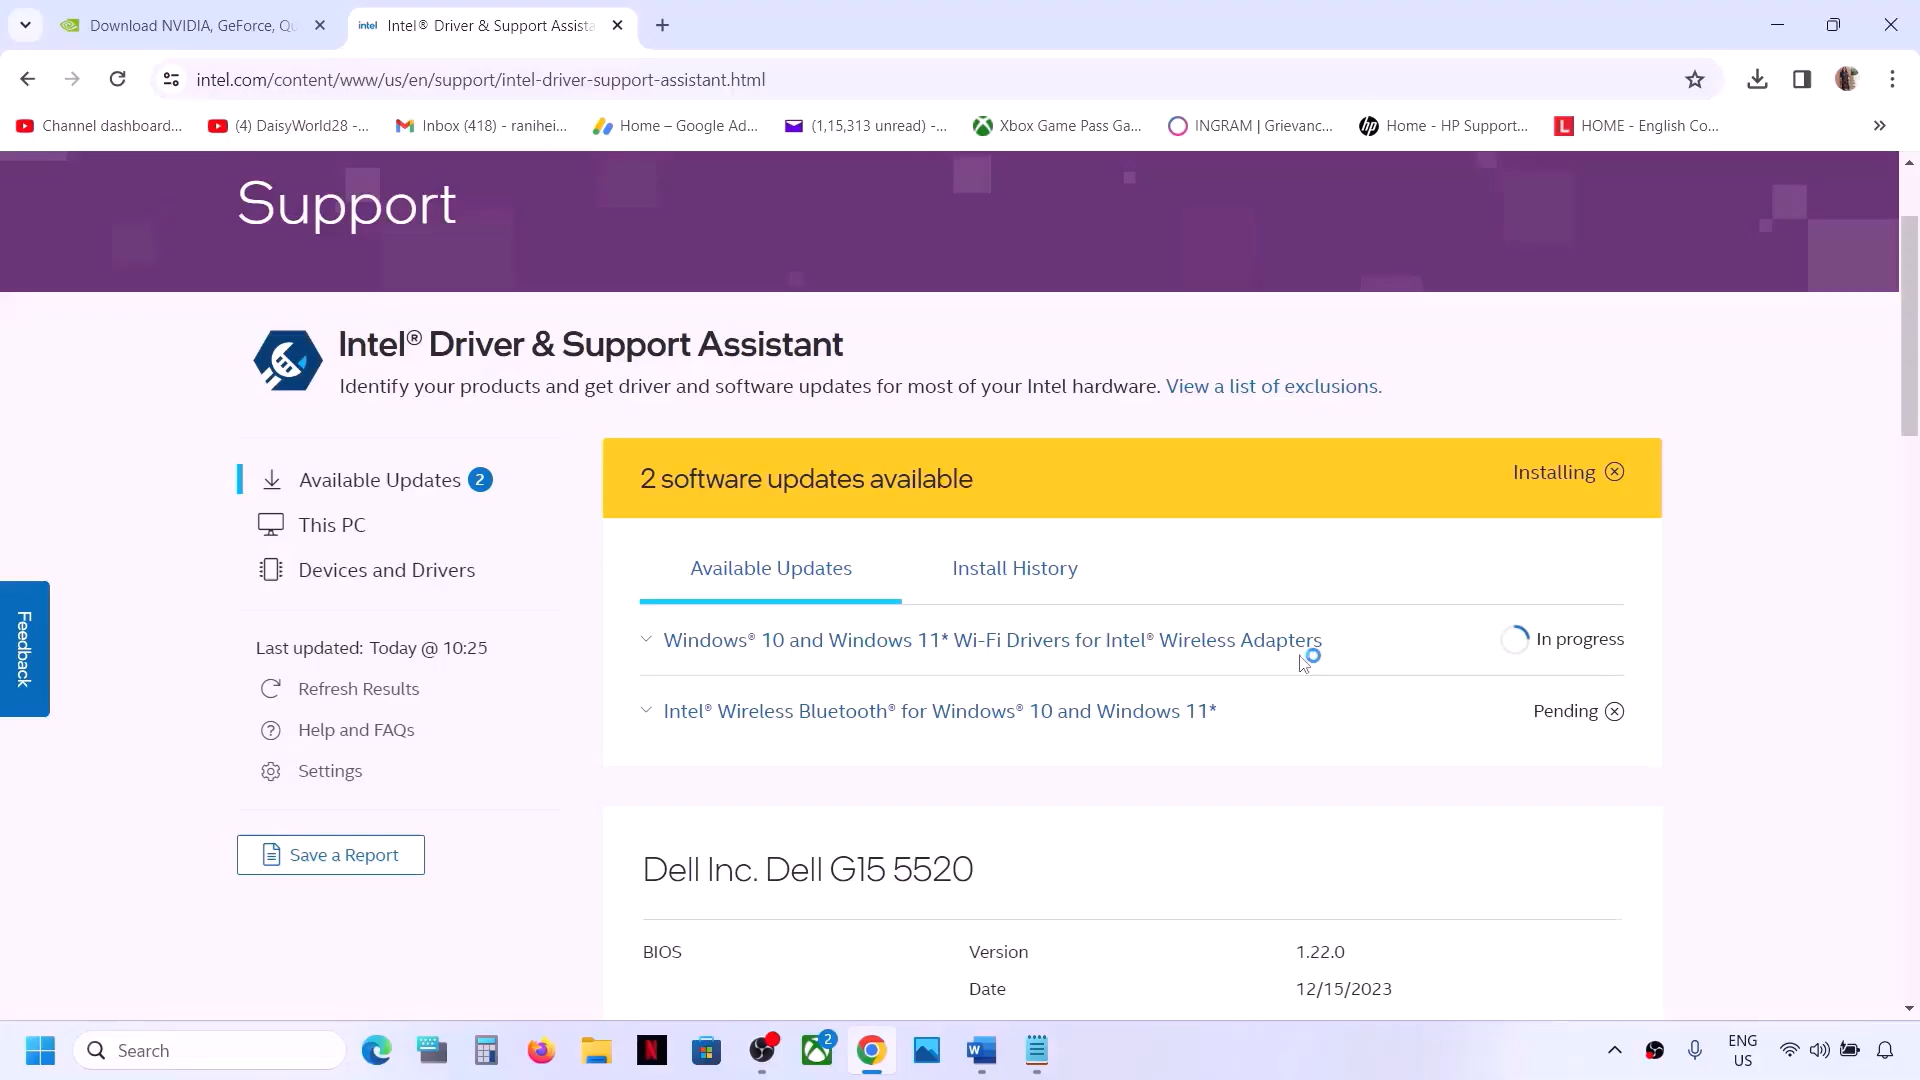 Download NVIDIA, GeForce, Qu
intel Intel® Driver & Support Assista
intel.com/content/www/us/en/support/intel-driver-support-assistant.html
Channel dashboard... (4) DaisyWorld28 -... Inbox (418) - ranihei... Home – Google Ad... (1,15,313 unread) -... Xbox Game Pass Ga... INGRAM | Grievanc... Home - HP Support... HOME - English Co...
Support
Intel® Driver & Support Assistant
Identify your products and get driver and software updates for most of your Intel hardware. View a list of exclusions.
Available Updates 2
This PC
Devices and Drivers
Last updated: Today @ 10:25
Refresh Results
Help and FAQs
Settings
Save a Report
Feedback
2 software updates available
Installing
Available Updates Install History
Windows® 10 and Windows 11* Wi-Fi Drivers for Intel® Wireless Adapters In progress
Intel® Wireless Bluetooth® for Windows® 10 and Windows 11* Pending
Dell Inc. Dell G15 5520
BIOS Version 1.22.0
Date 12/15/2023
Search
2
ENG
US